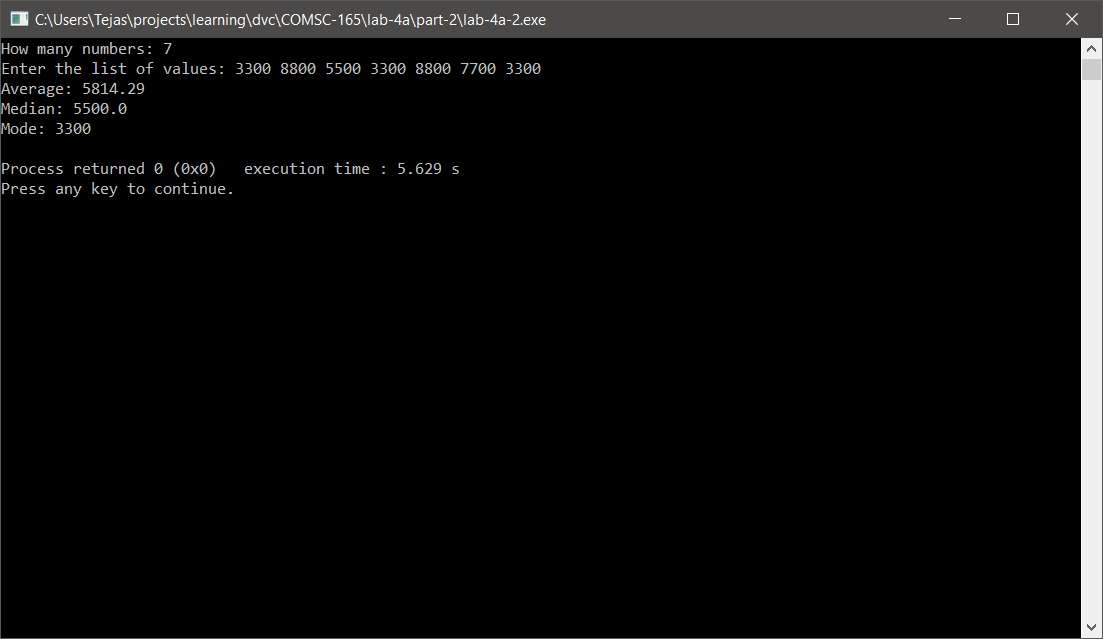 C:\Users\Tejas\projects\learning\dvc\COMSC-165\lab-4a\part-2\lab-4a-2.exe
How many numbers: 7
Enter the list of values: 3300 8800 5500 3300 8800 7700 3300
Average: 5814.29
Median: 5500.0
Mode: 3300
Process returned 0 (0x0)   execution time : 5.629 s
Press any key to continue.